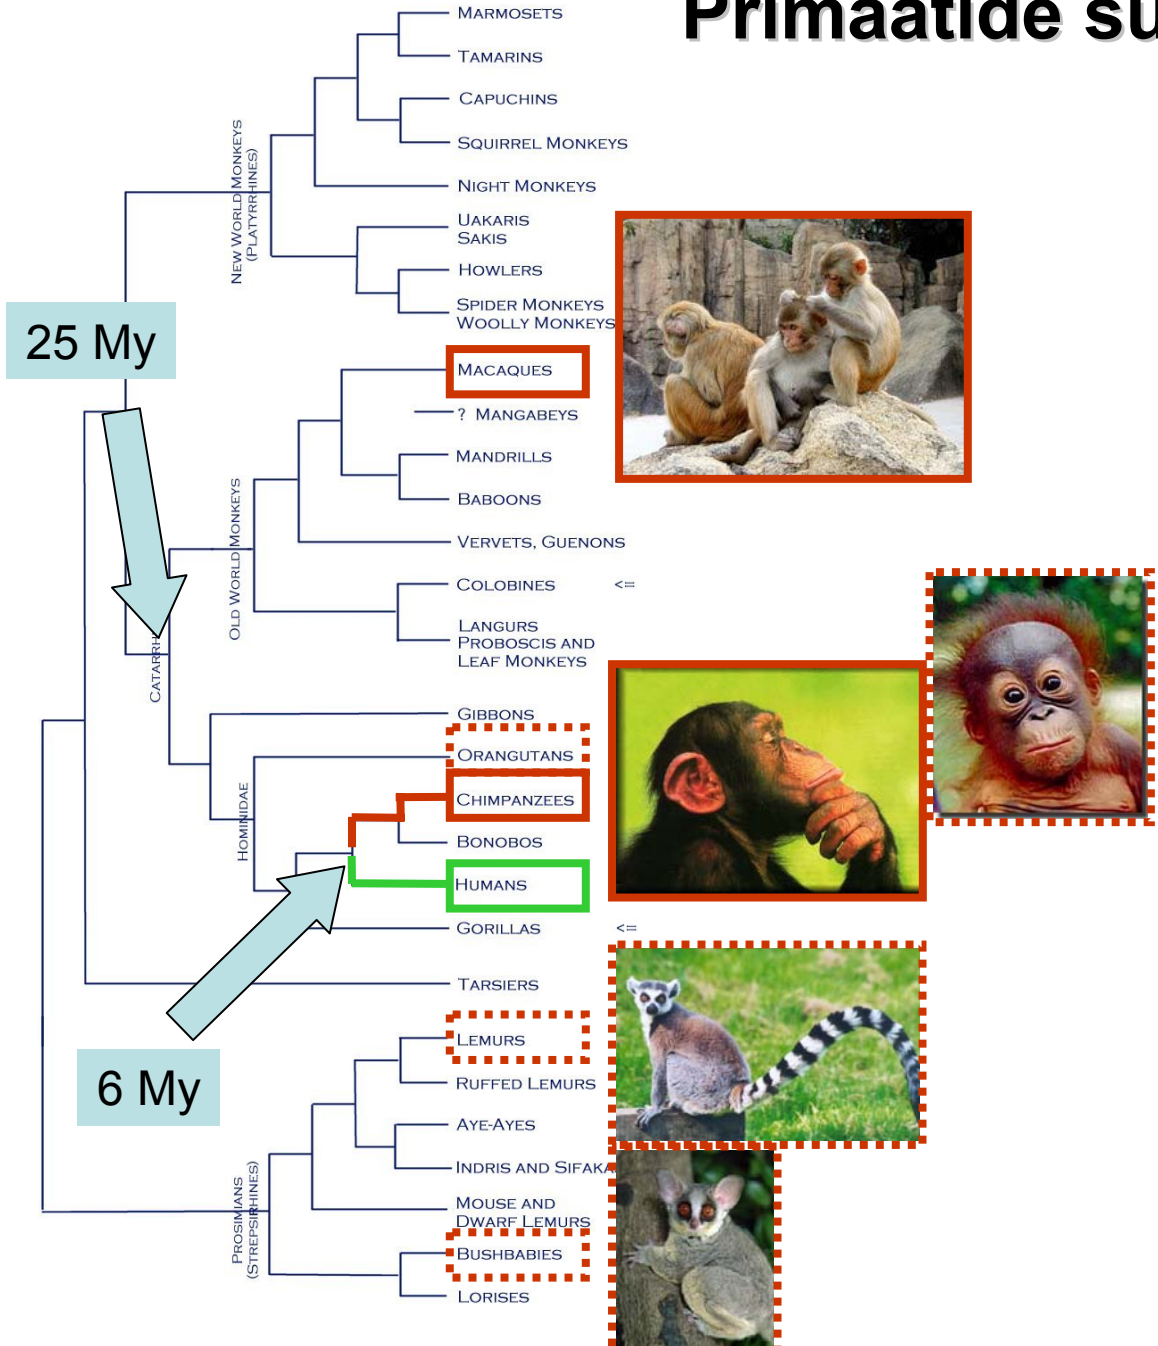 Primaatide su
MARMOSETS
TAMARINS
CAPUCHINS
SQUIRREL MONKEYS
NEW WORLD MONKEYS
(PLATYRRHINES)
NIGHT MONKEYS
UAKARIS
SAKIS
HOWLERS
SPIDER MONKEYS
WOOLLY MONKEYS
25 My
MACAQUES
? MANGABEYS
MANDRILLS
BABOONS
OLD WORLD MONKEYS
VERVETS, GUENONS
COLOBINES <=
LANGURS
PROBOSCIS AND
LEAF MONKEYS
CATARRH
GIBBONS
ORANGUTANS
HOMINIDAE
CHIMPANZEES
BONOBOS
HUMANS
GORILLAS <=
TARSIERS
6 My
LEMURS
RUFFED LEMURS
AYE-AYES
INDRIS AND SIFAKA
PROSIMIANS
(STREPSIRHINES)
MOUSE AND
DWARF LEMURS
BUSHBABIES
LORISES